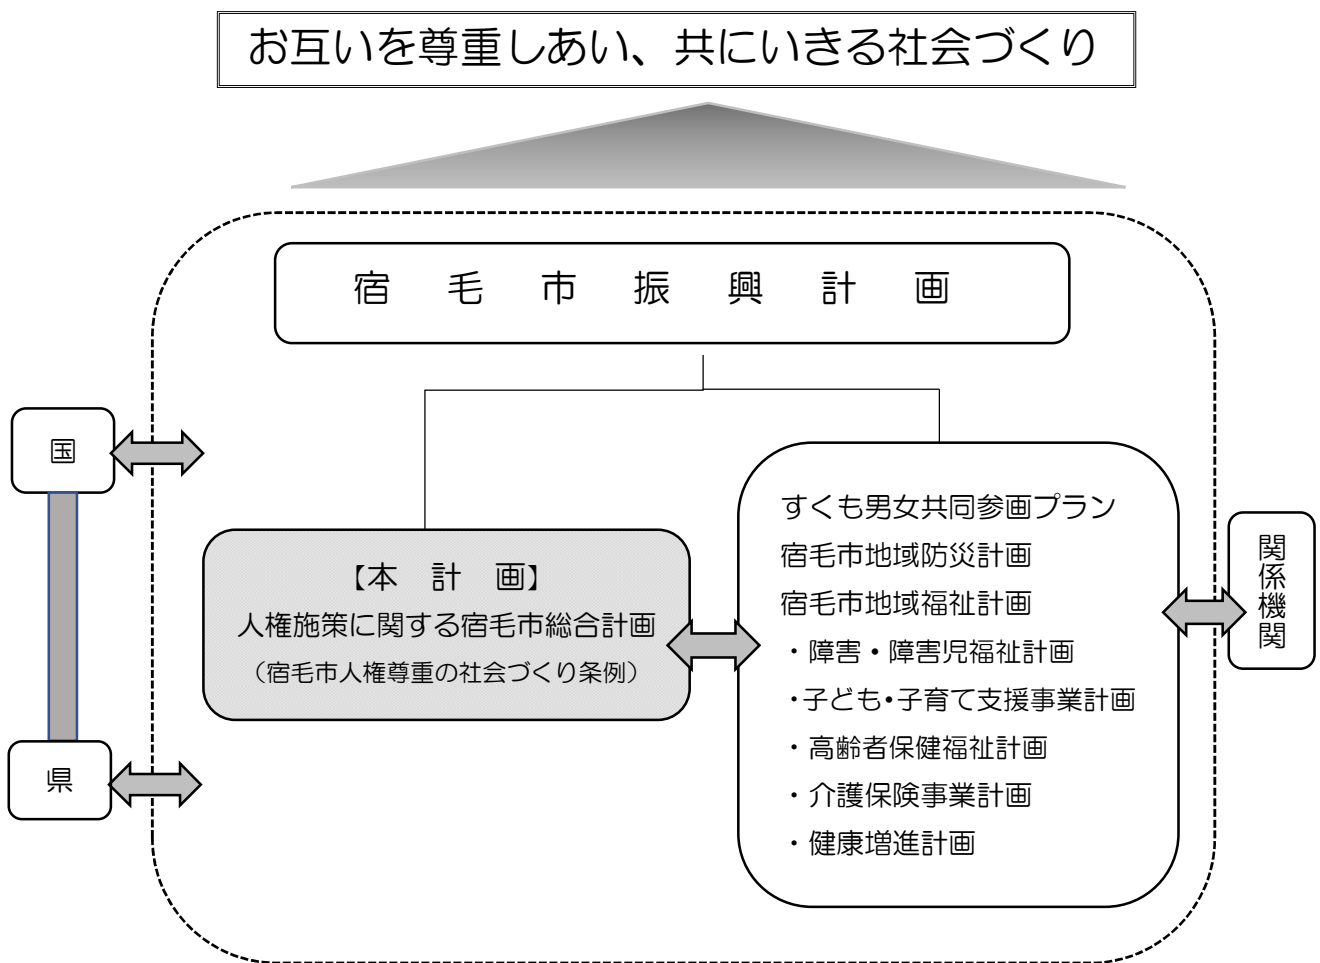 お互いを尊重しあい、共にいきる社会づくり
宿毛市振興計画
国
県
【本　計　画】
人権施策に関する宿毛市総合計画
（宿毛市人権尊重の社会づくり条例）
すくも男女共同参画プラン
宿毛市地域防災計画
宿毛市地域福祉計画
・障害・障害児福祉計画
・子ども・子育て支援事業計画
・高齢者保健福祉計画
・介護保険事業計画
・健康増進計画
関係機関